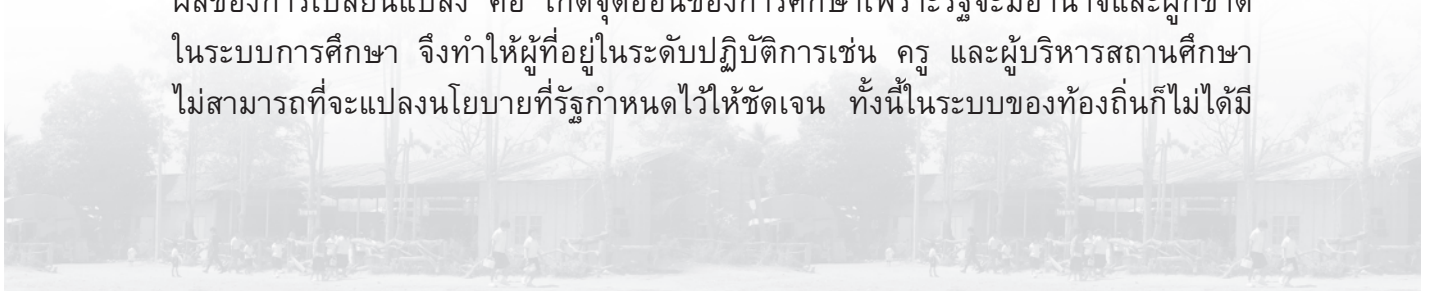 ผลของการเปลี่ยนแปลง คือ เกิดจุดอ่อนของการศึกษาเพราะรัฐจะมีอำนาจและผูกขาด
ในระบบการศึกษา จึงทำให้ผู้ที่อยู่ในระดับปฏิบัติการเช่น ครู และผู้บริหารสถานศึกษา
ไม่สามารถที่จะแปลงนโยบายที่รัฐกำหนดไว้ให้ชัดเจน ทั้งนี้ในระบบของท้องถิ่นก็ไม่ได้มี